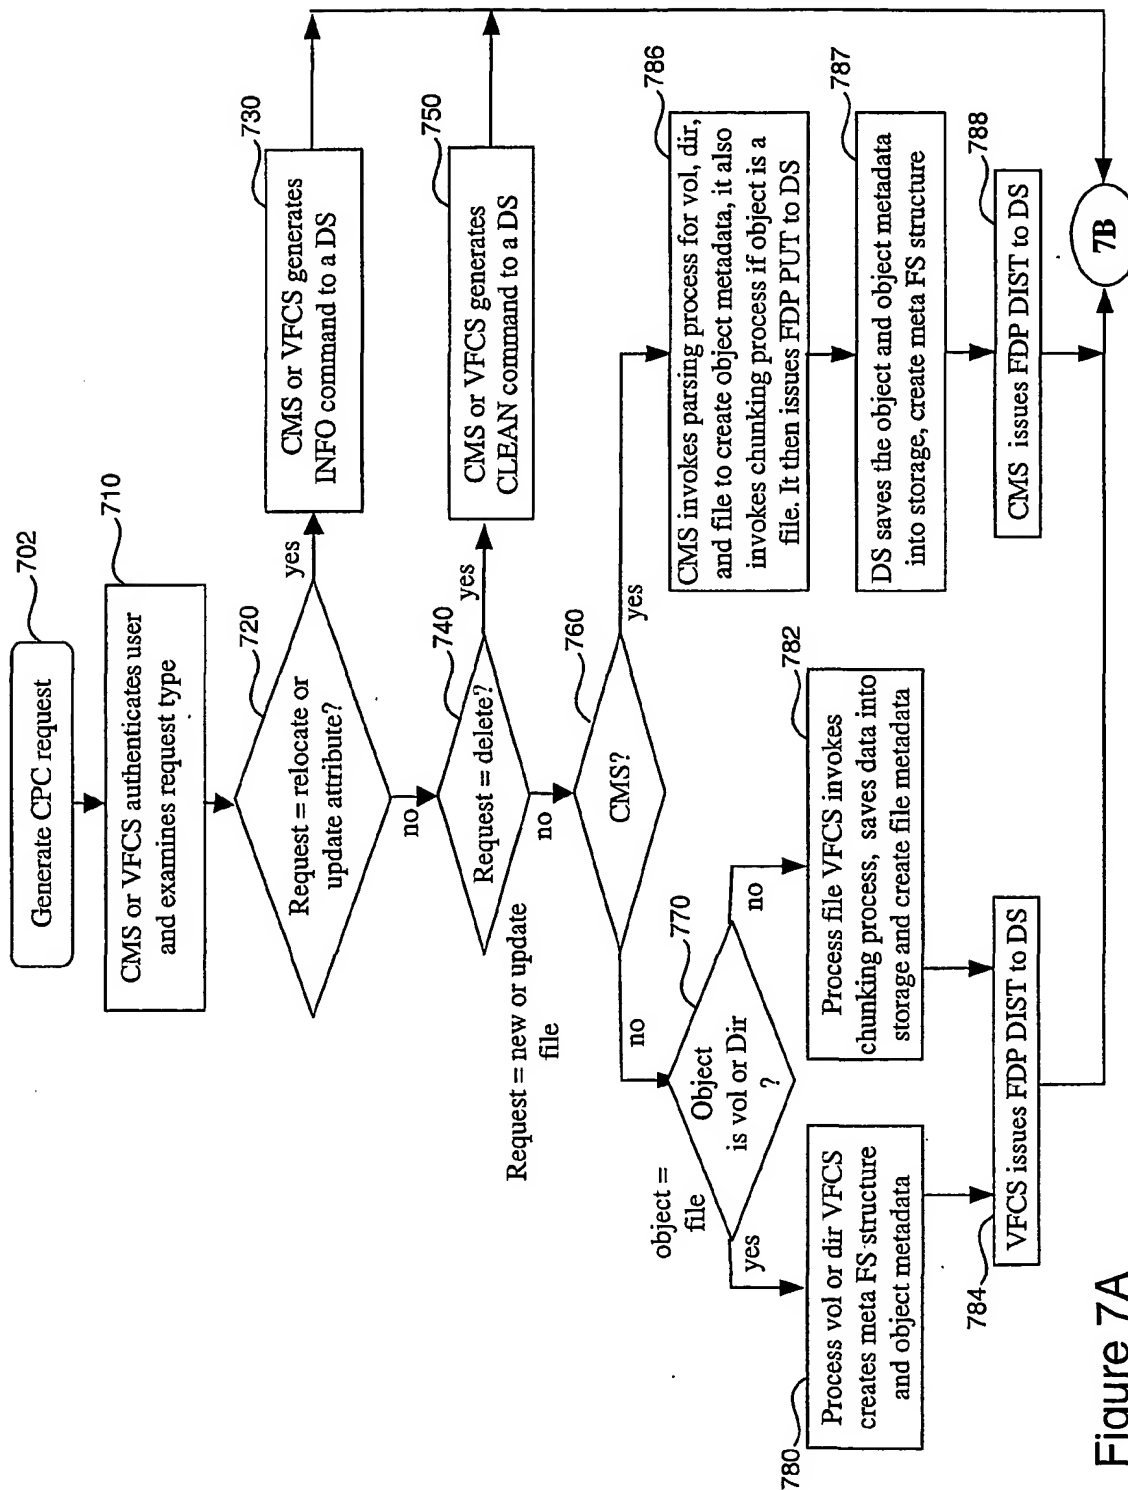 702
Generate CPC request
710
CMS or VFCS authenticates user
and examines request type
720
Request = relocate or
update attribute?
yes
no
730
CMS or VFCS generates
INFO command to a DS
740
Request = delete?
yes
no
750
CMS or VFCS generates
CLEAN command to a DS
Request = new or update
file
760
CMS?
yes
no
770
Object
is vol or Dir
?
object =
file
yes
no
780
Process vol or dir VFCS
creates meta FS structure
and object metadata
782
Process file VFCS invokes
chunking process, saves data into
storage and create file metadata
784
VFCS issues FDP DIST to DS
786
CMS invokes parsing process for vol, dir,
and file to create object metadata, it also
invokes chunking process if object is a
file. It then issues FDP PUT to DS
787
DS saves the object and object metadata
into storage, create meta FS structure
788
CMS issues FDP DIST to DS
7B
Figure 7A